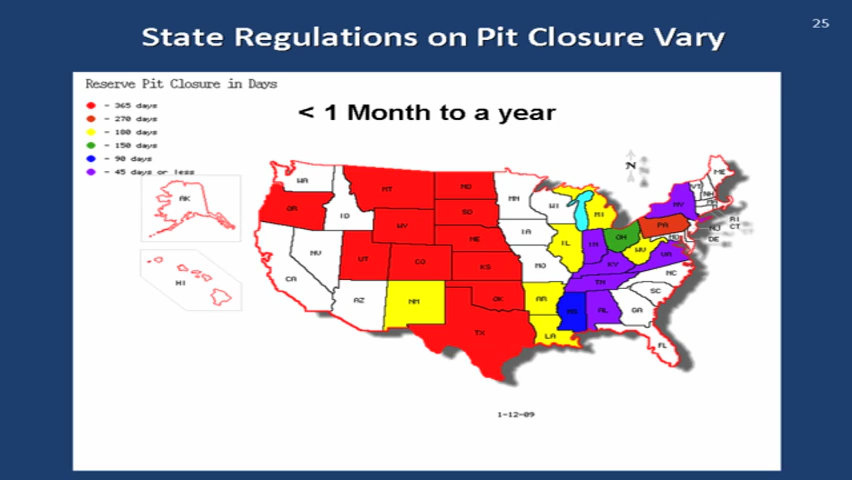 25
State Regulations on Pit Closure Vary
Reserve Pit Closure in Days
- 365 days
- 270 days
- 180 days
- 150 days
- 90 days
- 45 days or less
< 1 Month to a year
N
WA
MT
ND
MN
WI
MI
ME
VT
NH
NY
AK
OR
ID
SD
WY
IA
NE
PA
RI
CT
NJ
DE
MD
OH
IN
IL
WV
VA
NV
UT
CO
KS
MO
KY
CA
HI
AZ
NM
OK
AR
TN
NC
SC
AL
GA
TX
LA
FL
1-12-09